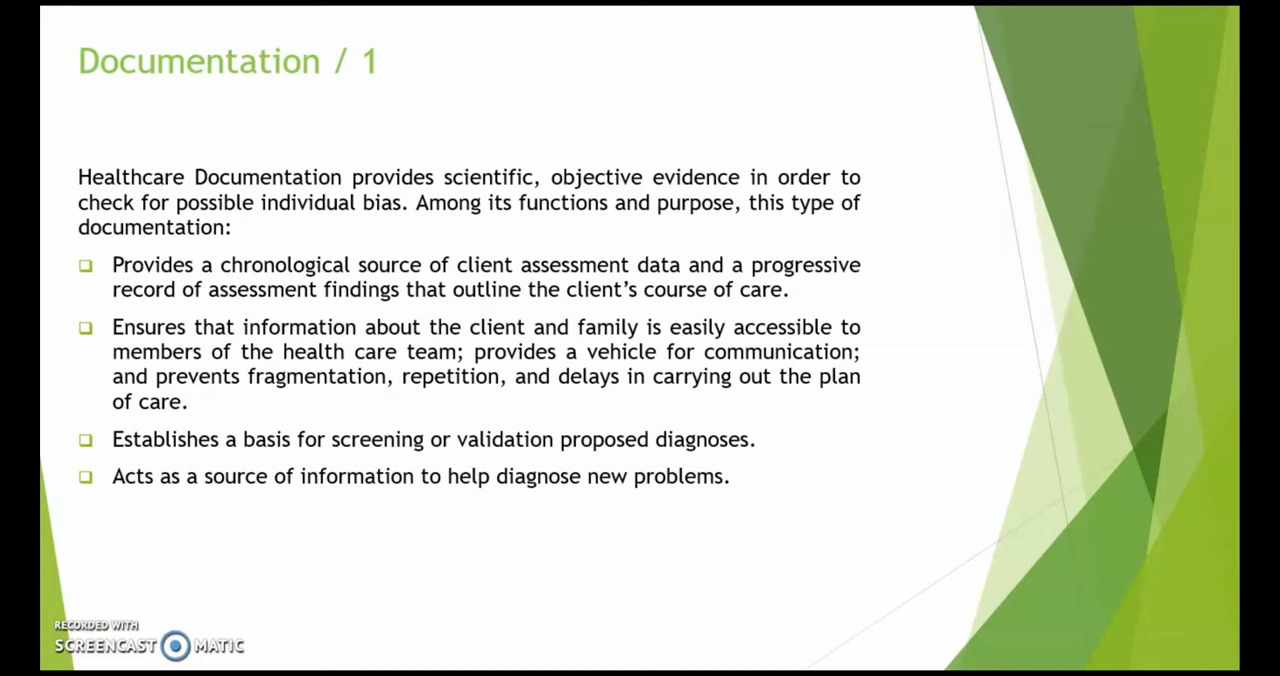 Documentation / 1
Healthcare Documentation provides scientific, objective evidence in order to
check for possible individual bias. Among its functions and purpose, this type of
documentation:
Provides a chronological source of client assessment data and a progressive
record of assessment findings that outline the client’s course of care.
Ensures that information about the client and family is easily accessible to
members of the health care team; provides a vehicle for communication;
and prevents fragmentation, repetition, and delays in carrying out the plan
of care.
Establishes a basis for screening or validation proposed diagnoses.
Acts as a source of information to help diagnose new problems.
RECORDED WITH
SCREENCAST MATIC